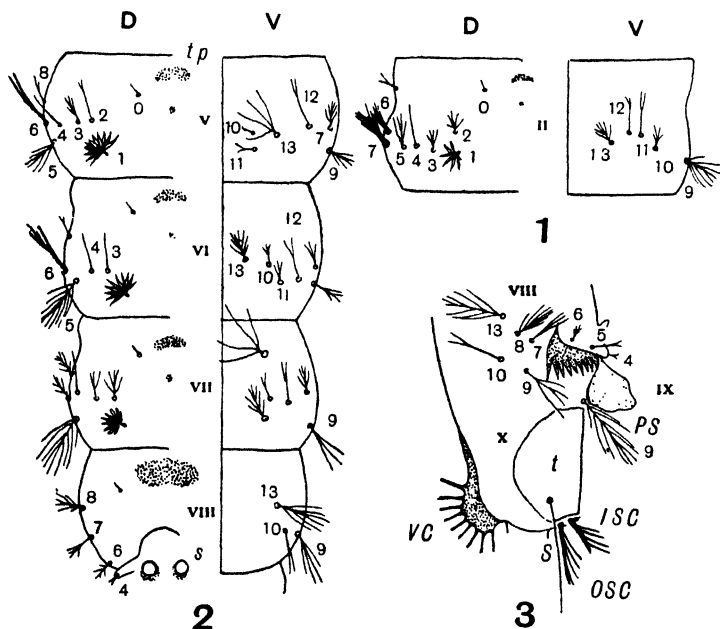 D V
tp
8
6 4 3 2 0
5 1
V
12
10 13 7
11 9
D V
6
7 5 4 3 2 0
1
II
12
13 11 10
9
1
VI
4 3
6
5
12
13 10
11
VII
9
VIII
8
7
6
4
s
13
10 9
2
VIII
13 8 7 6 5
4
10 9
IX
X
PS
9
t
VC
S
ISC
OSC
3